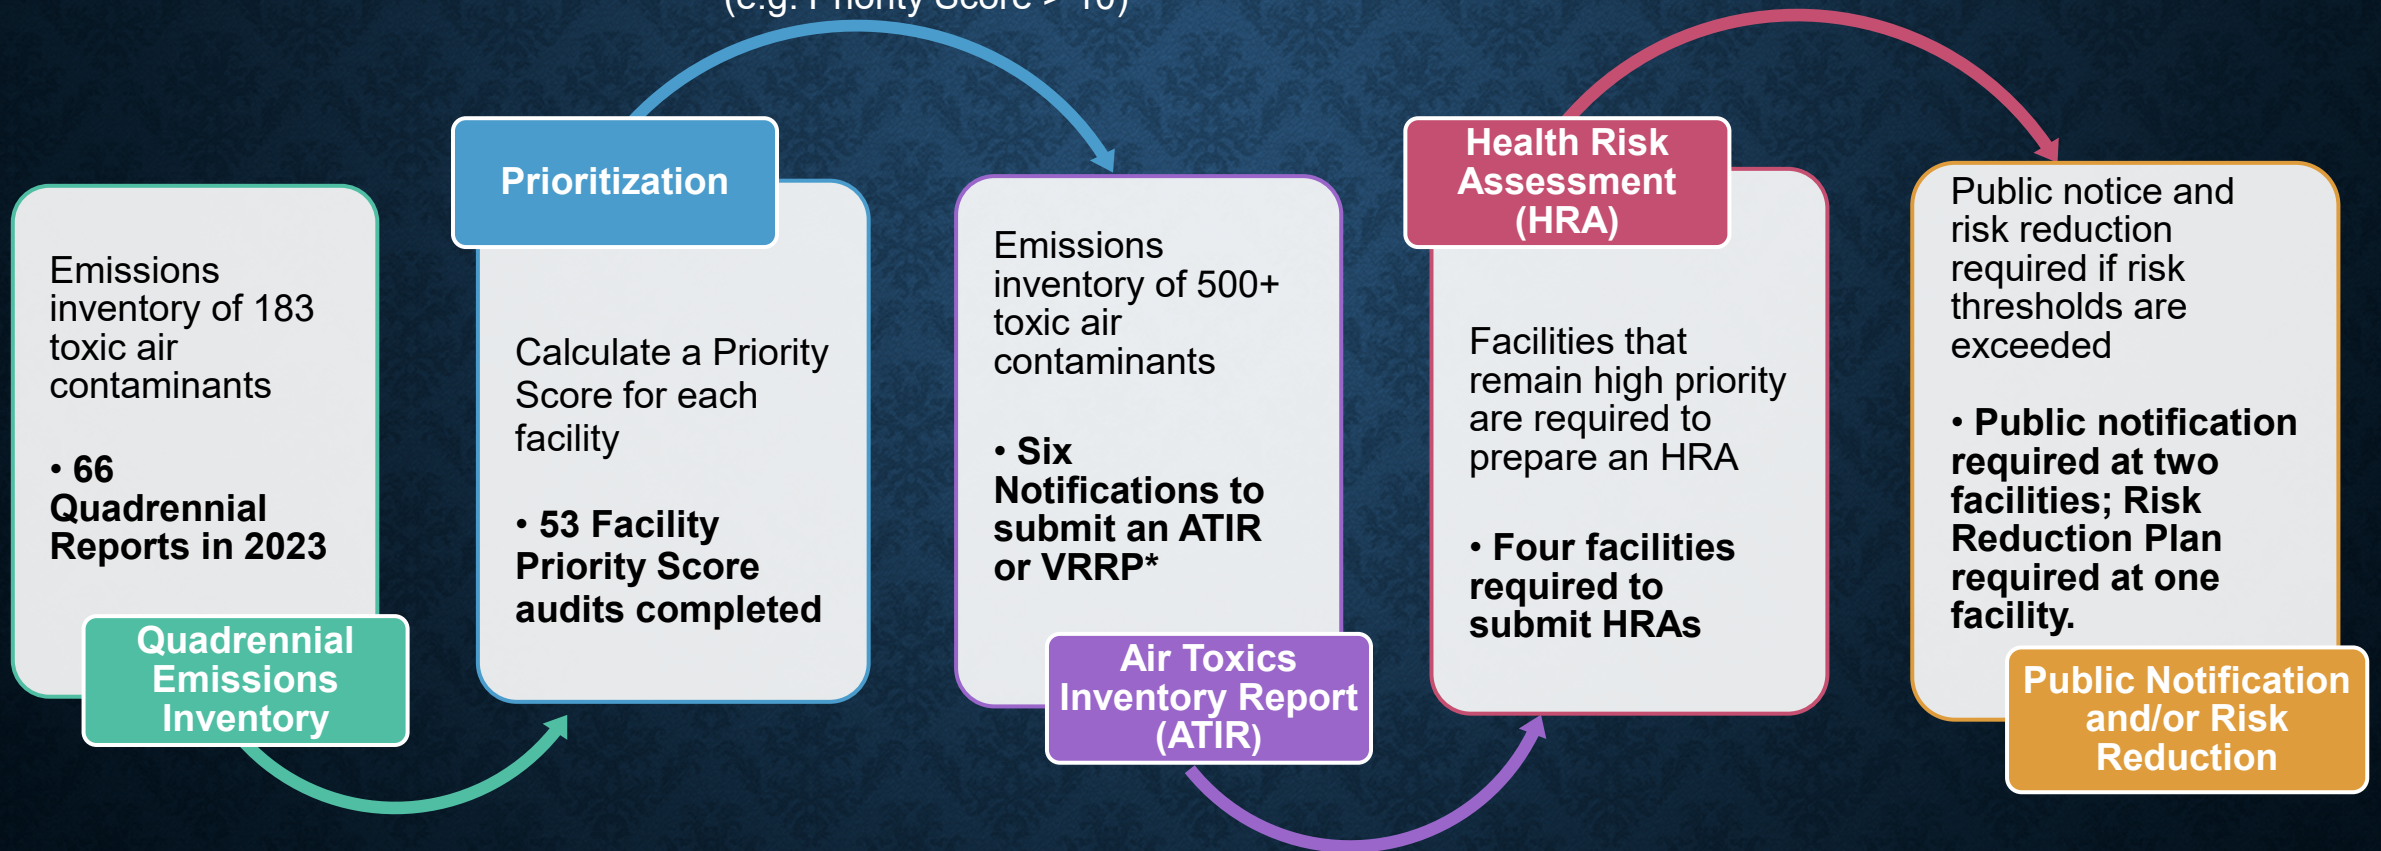 (e.g. Priority Score > 10)
Emissions
inventory of 183
toxic air
contaminants
• 66
Quadrennial
Reports in 2023
Quadrennial
Emissions
Inventory
Prioritization
Calculate a Priority
Score for each
facility
• 53 Facility
Priority Score
audits completed
Emissions
inventory of 500+
toxic air
contaminants
• Six
Notifications to
submit an ATIR
or VRRP*
Air Toxics
Inventory Report
(ATIR)
Health Risk
Assessment
(HRA)
Facilities that
remain high priority
are required to
prepare an HRA
• Four facilities
required to
submit HRAs
Public notice and
risk reduction
required if risk
thresholds are
exceeded
• Public notification
required at two
facilities; Risk
Reduction Plan
required at one
facility.
Public Notification
and/or Risk
Reduction